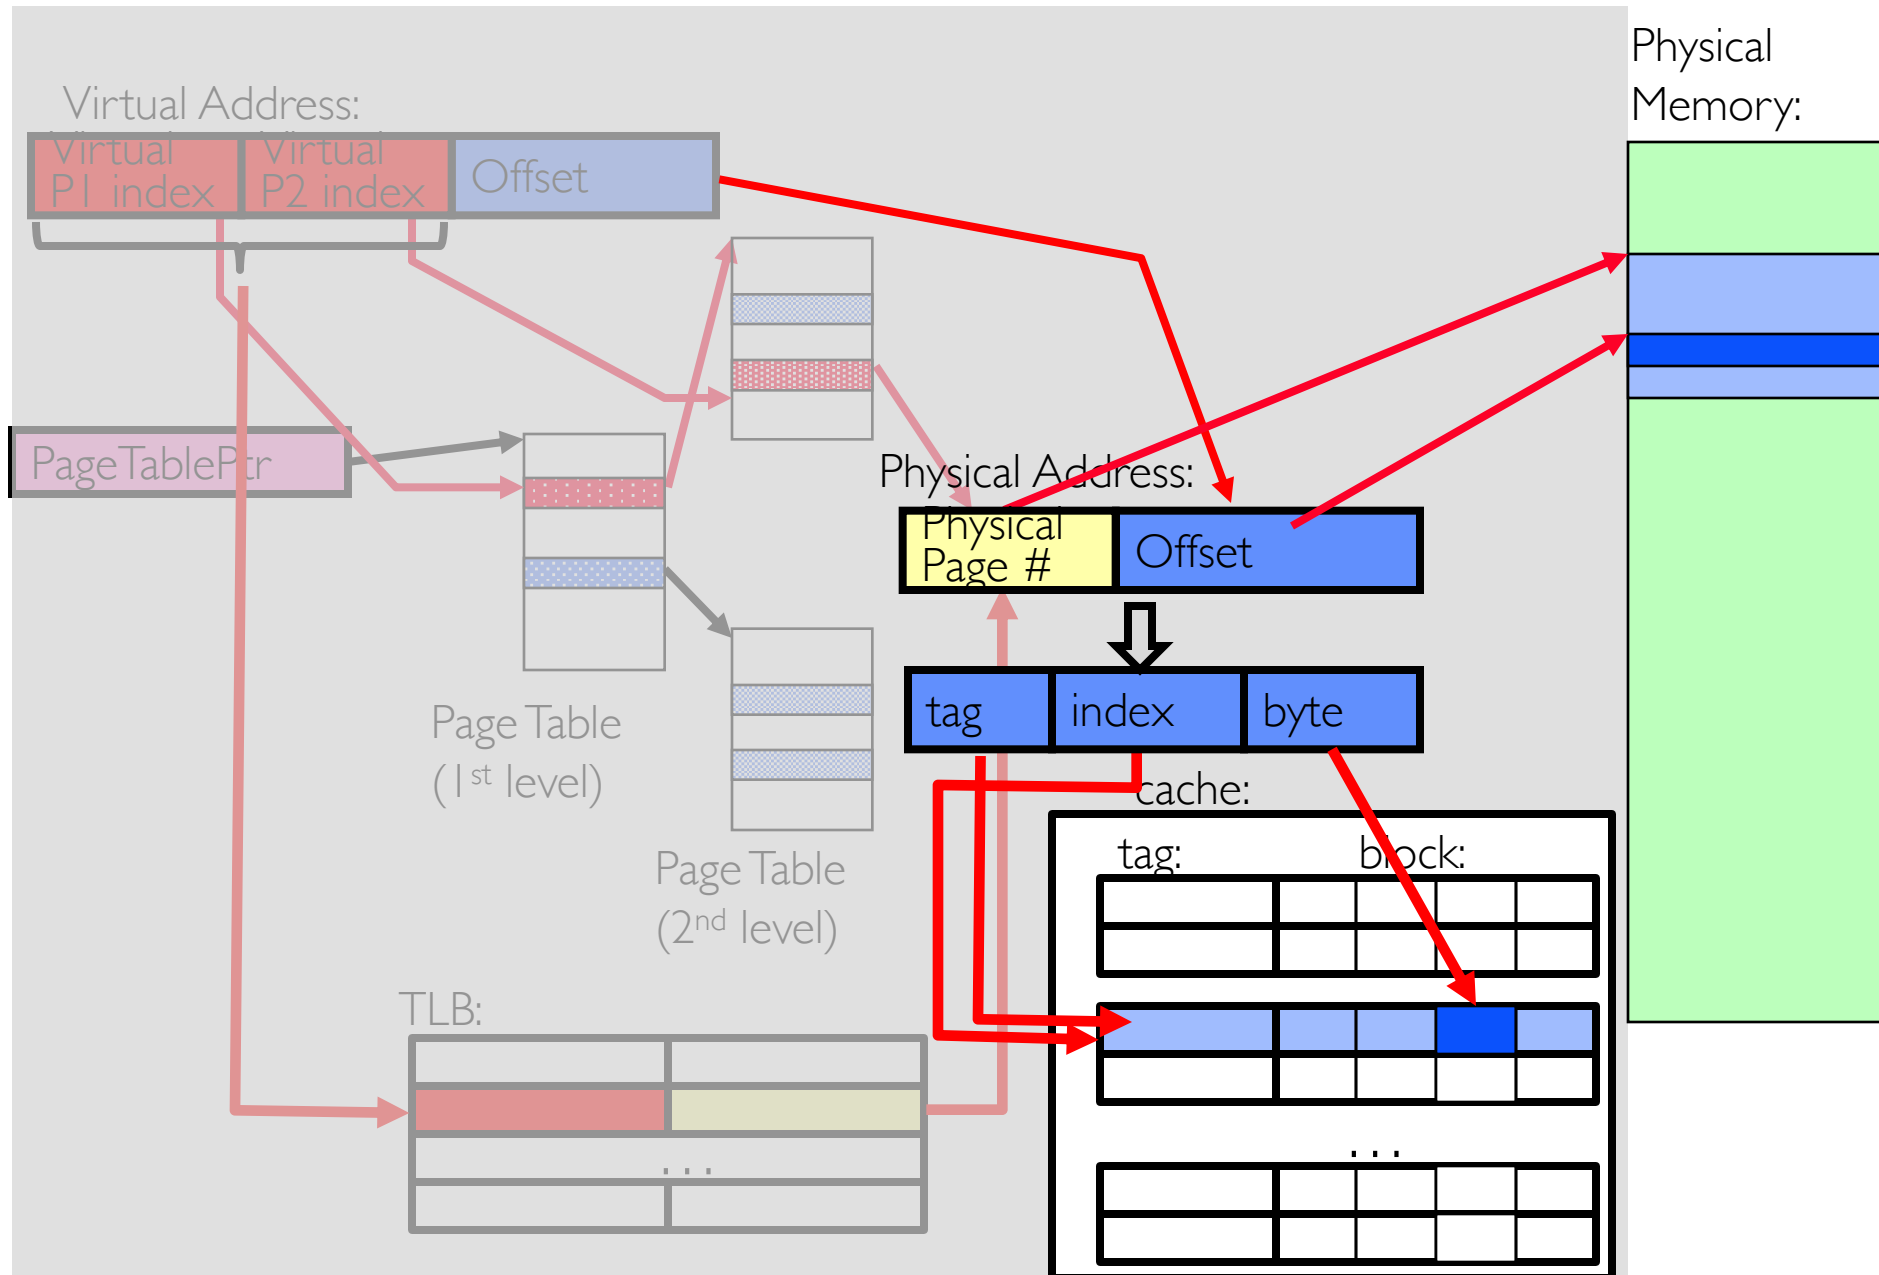 Physical
Memory:
Virtual Address:
Virtual
P1 index
Virtual
P2 index
Offset
PageTablePtr
Physical Address:
Physical
Page #
Offset
tag
index
byte
Page Table
(1st level)
cache:
tag:
block:
Page Table
(2nd level)
TLB:
...
...